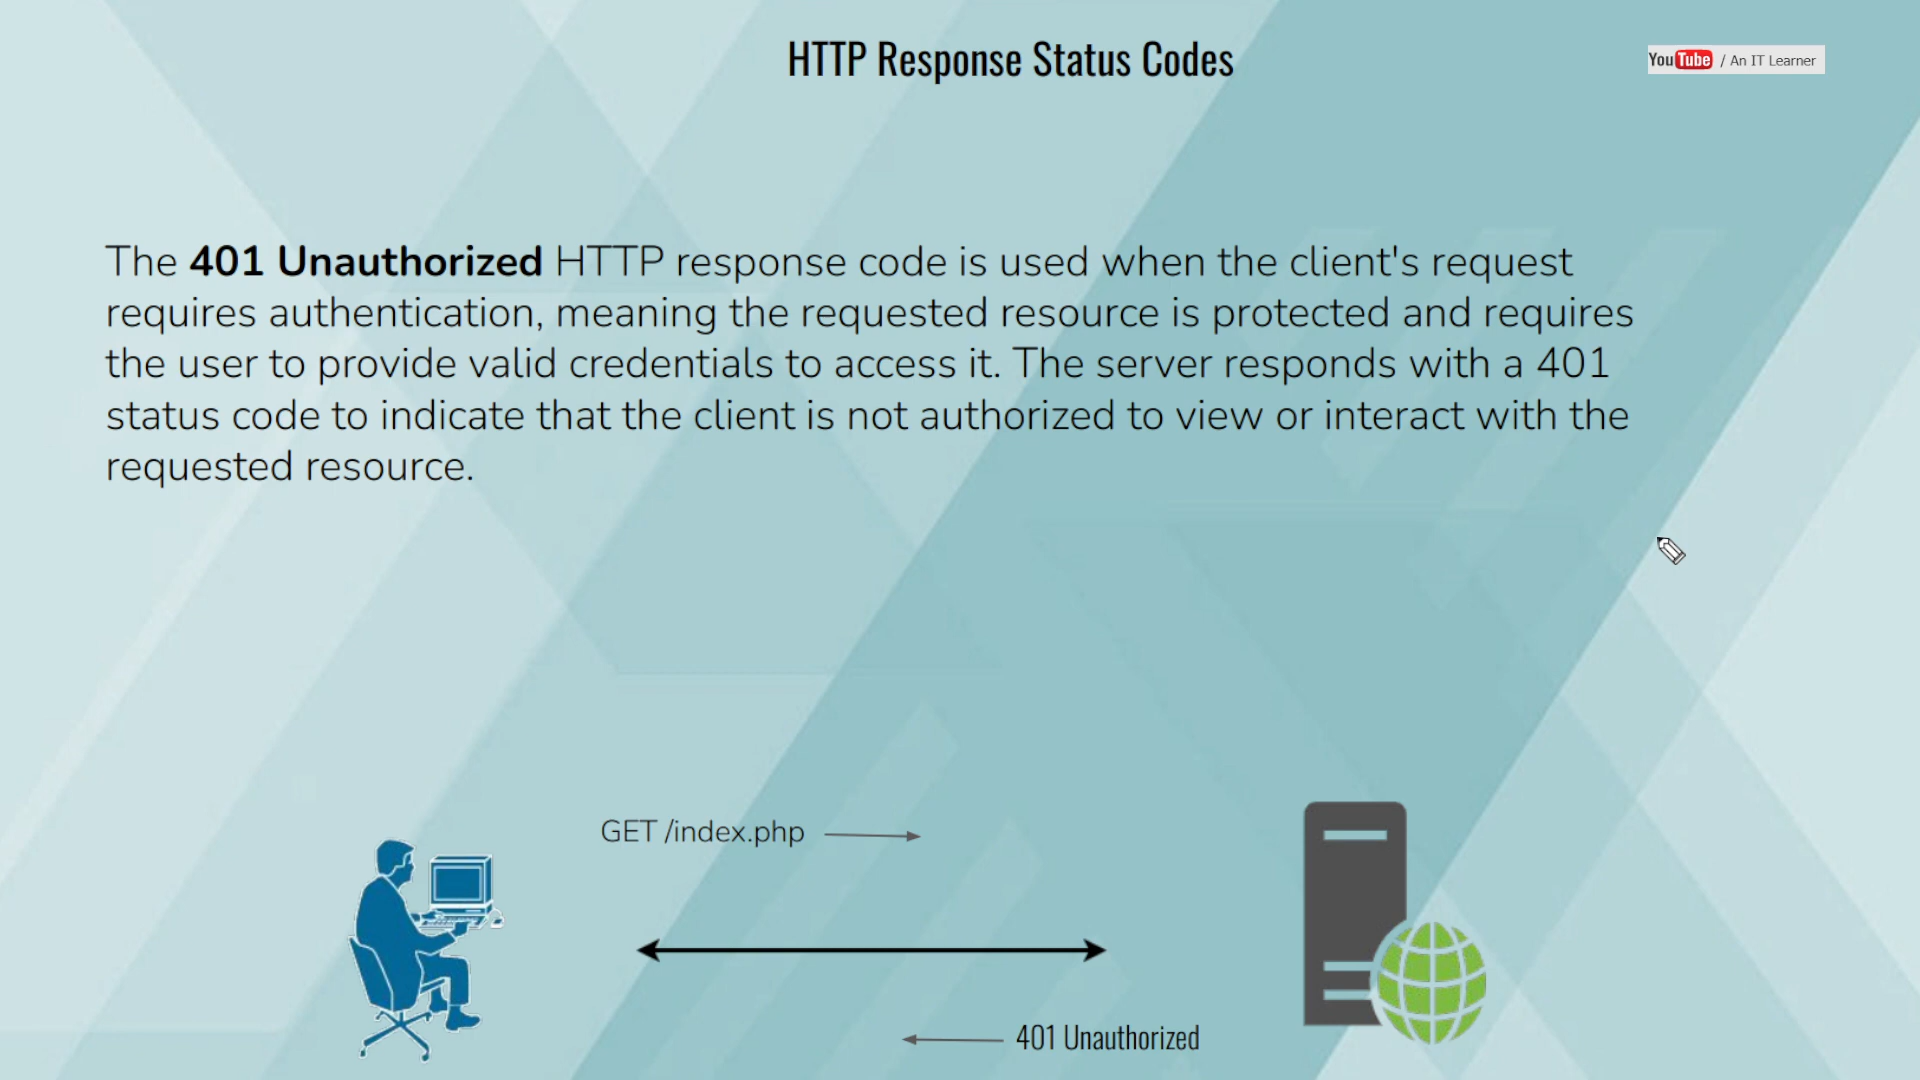 HTTP Response Status Codes
YouTube / An IT Learner
The 401 Unauthorized HTTP response code is used when the client's request
requires authentication, meaning the requested resource is protected and requires
the user to provide valid credentials to access it. The server responds with a 401
status code to indicate that the client is not authorized to view or interact with the
requested resource.
GET /index.php
401 Unauthorized